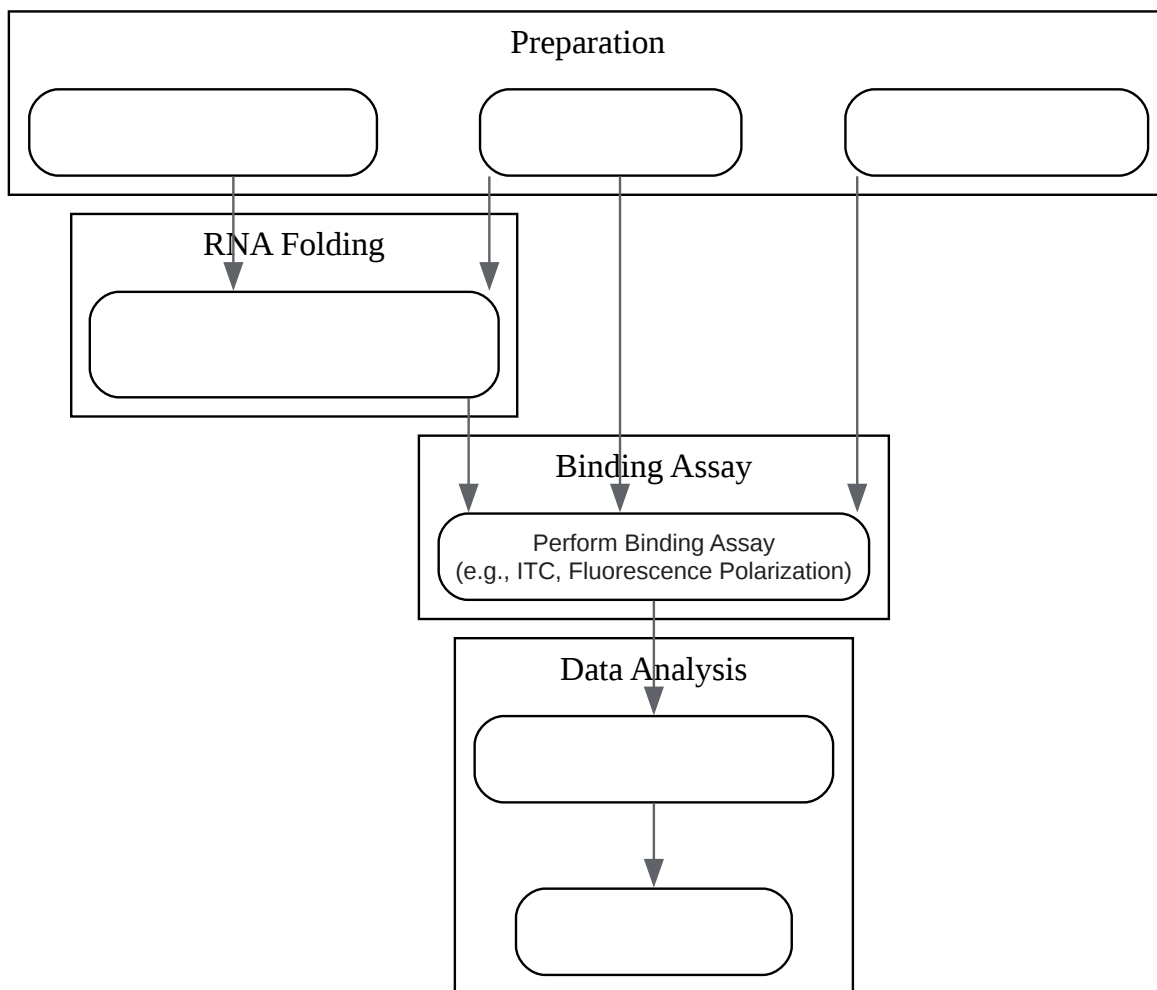 Preparation
RNA Folding
Binding Assay
Perform Binding Assay
(e.g., ITC, Fluorescence Polarization)
Data Analysis